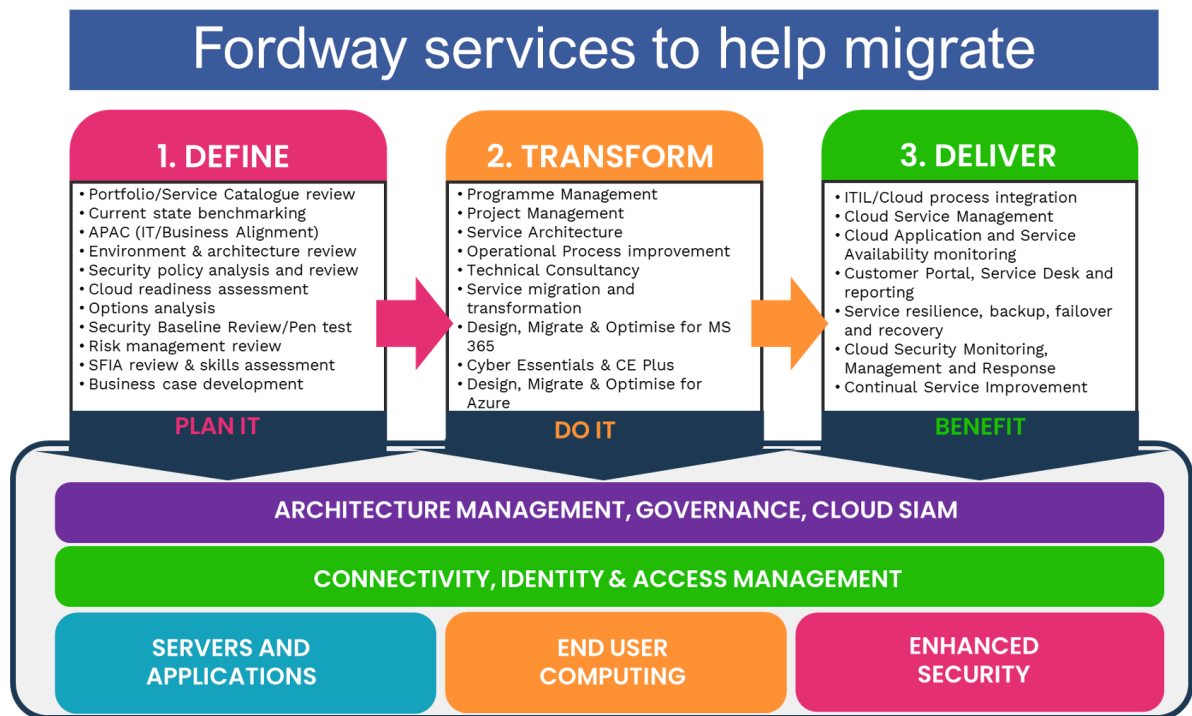 Fordway services to help migrate
1. DEFINE
• Portfolio/Service Catalogue review
• Current state benchmarking
• APAC (IT/Business Alignment)
• Environment & architecture review
• Security policy analysis and review
• Cloud readiness assessment
• Options analysis
• Security Baseline Review/Pen test
• Risk management review
• SFIA review & skills assessment
• Business case development
PLAN IT
2. TRANSFORM
• Programme Management
• Project Management
• Service Architecture
• Operational Process improvement
• Technical Consultancy
• Service migration and
transformation
• Design, Migrate & Optimise for MS
365
• Cyber Essentials & CE Plus
• Design, Migrate & Optimise for
Azure
DO IT
3. DELIVER
• ITIL/Cloud process integration
• Cloud Service Management
• Cloud Application and Service
Availability monitoring
• Customer Portal, Service Desk and
reporting
• Service resilience, backup, failover
and recovery
• Cloud Security Monitoring,
Management and Response
• Continual Service Improvement
BENEFIT
ARCHITECTURE MANAGEMENT, GOVERNANCE, CLOUD SIAM
CONNECTIVITY, IDENTITY & ACCESS MANAGEMENT
SERVERS AND
APPLICATIONS
END USER
COMPUTING
ENHANCED
SECURITY